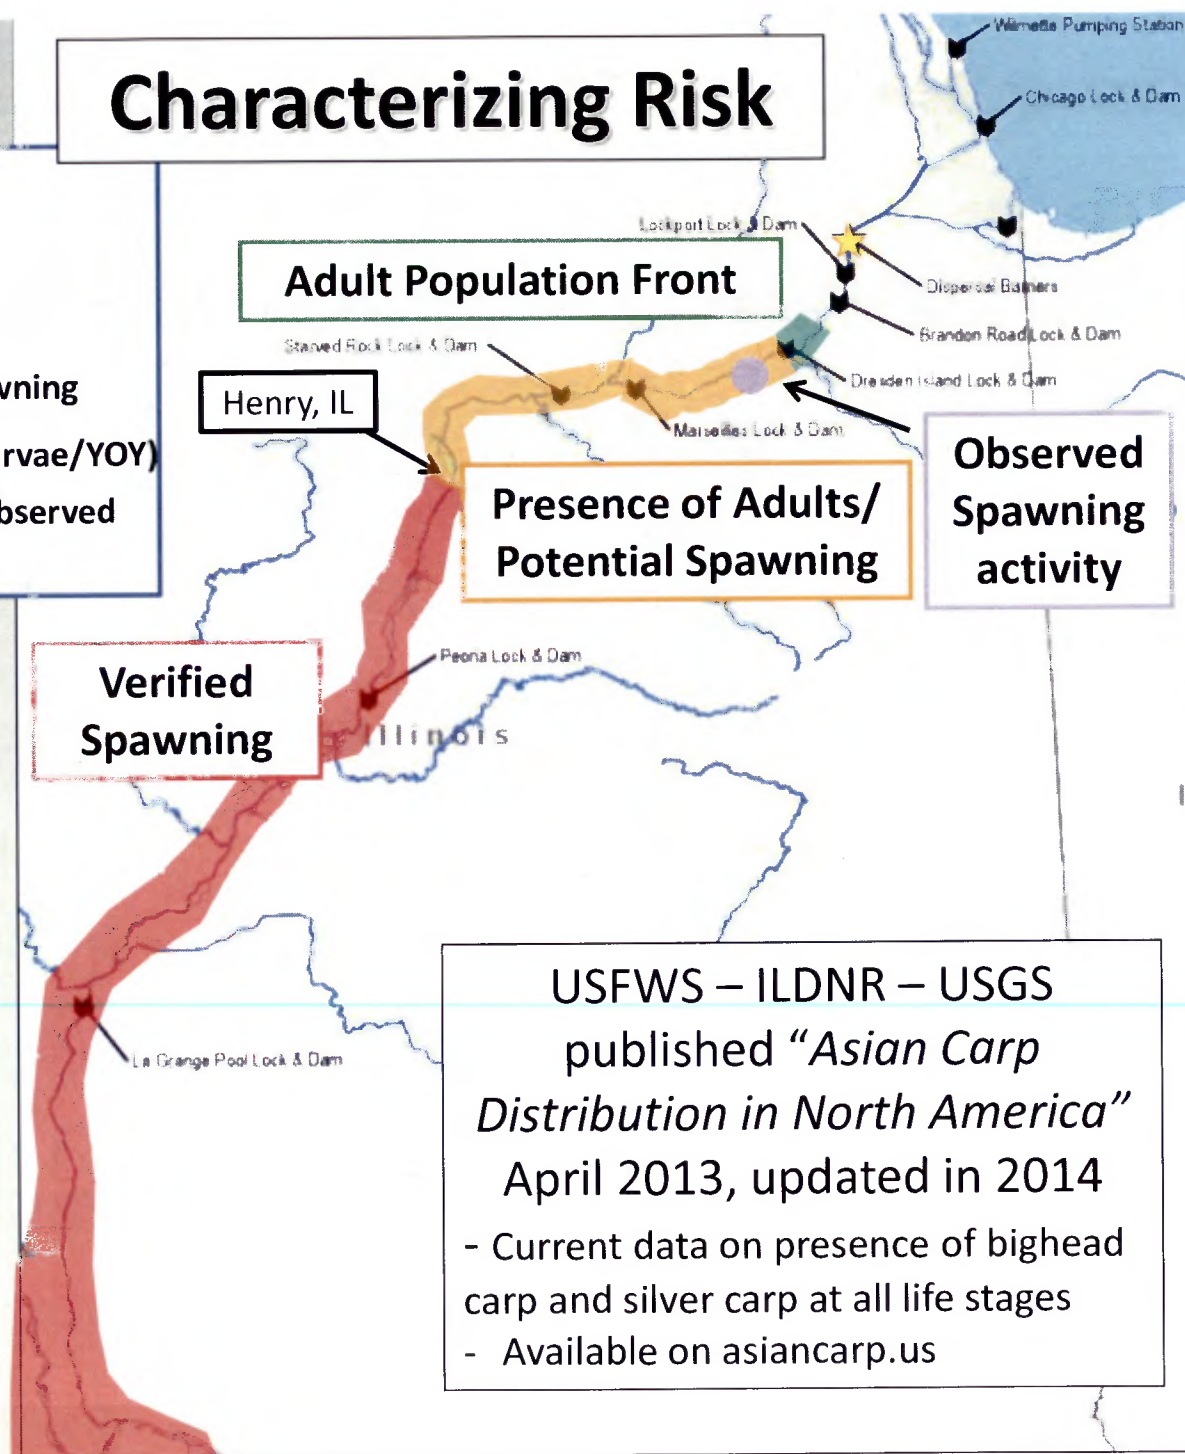 Wilmette Pumping Station
Characterizing Risk
Chicago Lock & Dam
Lockport Lock & Dam
Adult Population Front
Dispersal Barriers
Brandon Road Lock & Dam
Starved Rock Lock & Dam
Dresden Island Lock & Dam
wning
Henry, IL
Marseilles Lock & Dam
rvae/YOY)
Observed
Spawning
activity
Presence of Adults/
Potential Spawning
bserved
Verified
Spawning
Peoria Lock & Dam
Illinois
USFWS – ILDNR – USGS
published “Asian Carp
Distribution in North America”
April 2013, updated in 2014
- Current data on presence of bighead
carp and silver carp at all life stages
- Available on asiancarp.us
La Grange Pool Lock & Dam